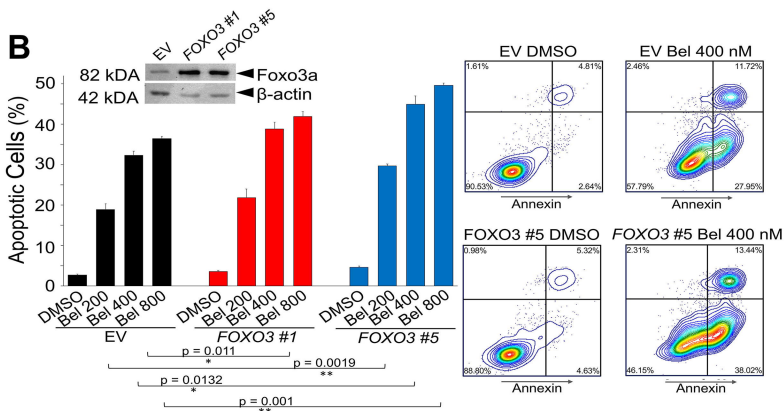 B
EV
FOXO3 #1
FOXO3 #5
82 kDA
Foxo3a
42 kDA
β-actin
Apoptotic Cells (%)
50
40
30
20
10
0
DMSO
Bel 200
Bel 400
Bel 800
DMSO
Bel 200
Bel 400
Bel 800
DMSO
Bel 200
Bel 400
Bel 800
EV
FOXO3 #1
FOXO3 #5
p = 0.011
*
p = 0.0019
**
p = 0.0132
*
p = 0.001
**
EV DMSO
1.61%
4.81%
90.53%
2.64%
Annexin
EV Bel 400 nM
2.46%
11.72%
57.79%
27.95%
Annexin
FOXO3 #5 DMSO
0.98%
5.32%
88.80%
4.63%
Annexin
FOXO3 #5 Bel 400 nM
2.31%
13.44%
46.15%
38.02%
Annexin